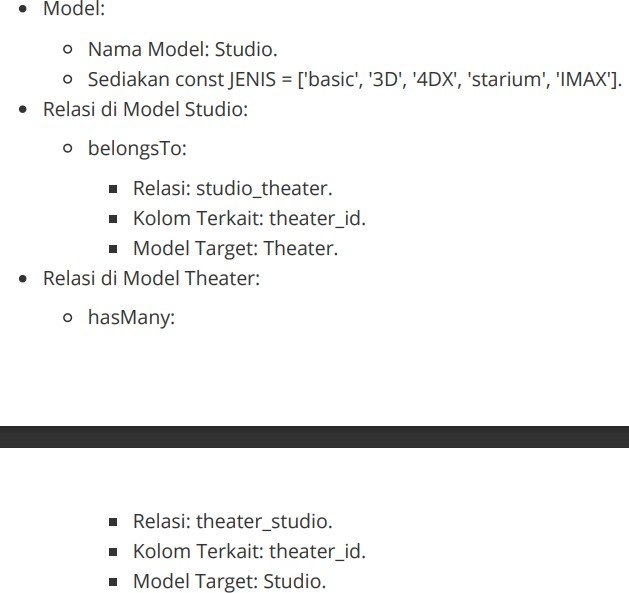 Model:
Nama Model: Studio.
Sediakan const JENIS = ['basic', '3D', '4DX', 'starium', 'IMAX'].
Relasi di Model Studio:
belongsTo:
Relasi: studio_theater.
Kolom Terkait: theater_id.
Model Target: Theater.
Relasi di Model Theater:
hasMany:
Relasi: theater_studio.
Kolom Terkait: theater_id.
Model Target: Studio.